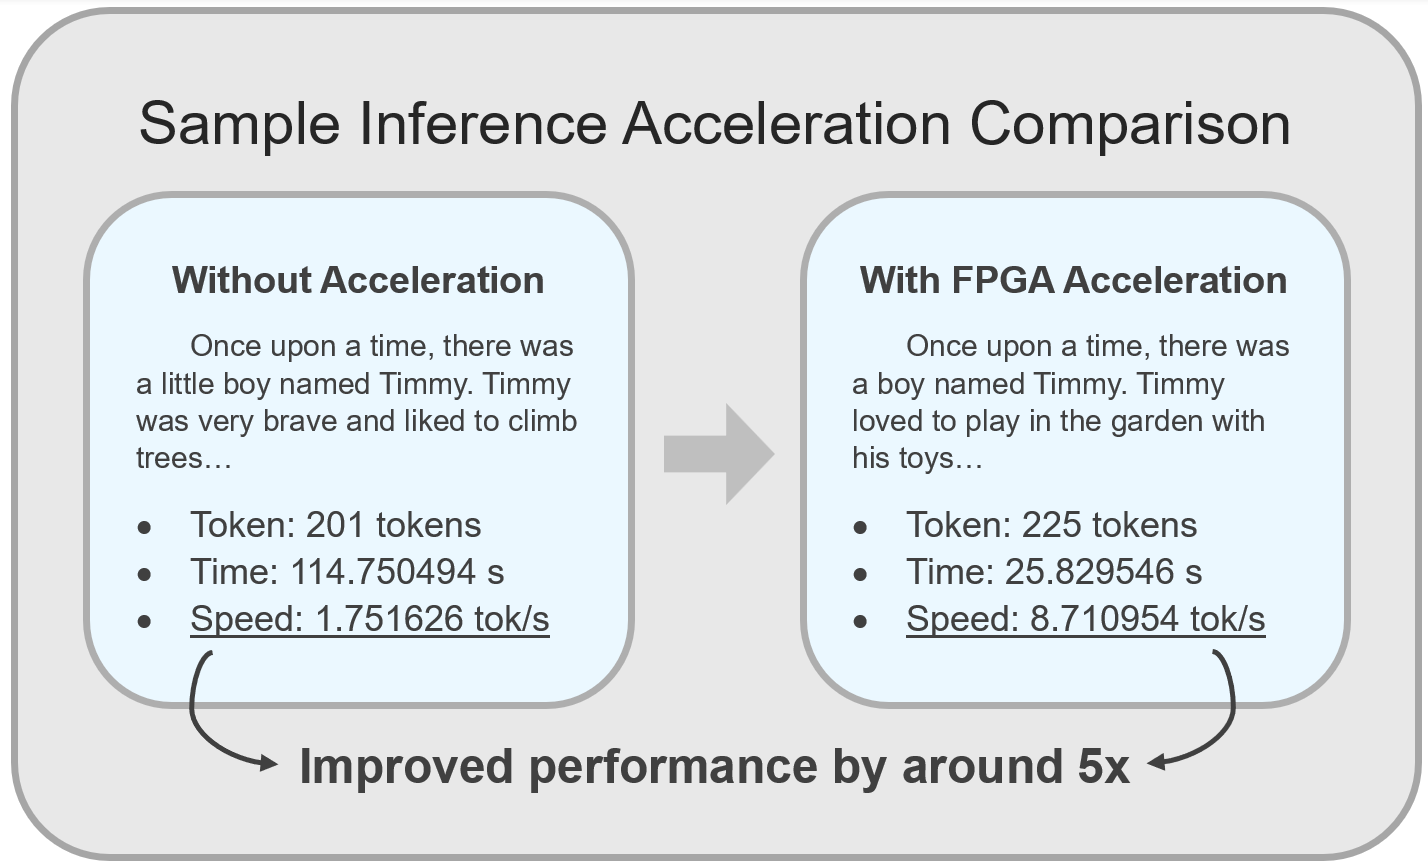 Sample Inference Acceleration Comparison
Without Acceleration
Once upon a time, there was
a little boy named Timmy. Timmy
was very brave and liked to climb
trees…
● Token: 201 tokens
● Time: 114.750494 s
● Speed: 1.751626 tok/s
With FPGA Acceleration
Once upon a time, there was
a boy named Timmy. Timmy
loved to play in the garden with
his toys…
● Token: 225 tokens
● Time: 25.829546 s
● Speed: 8.710954 tok/s
Improved performance by around 5x